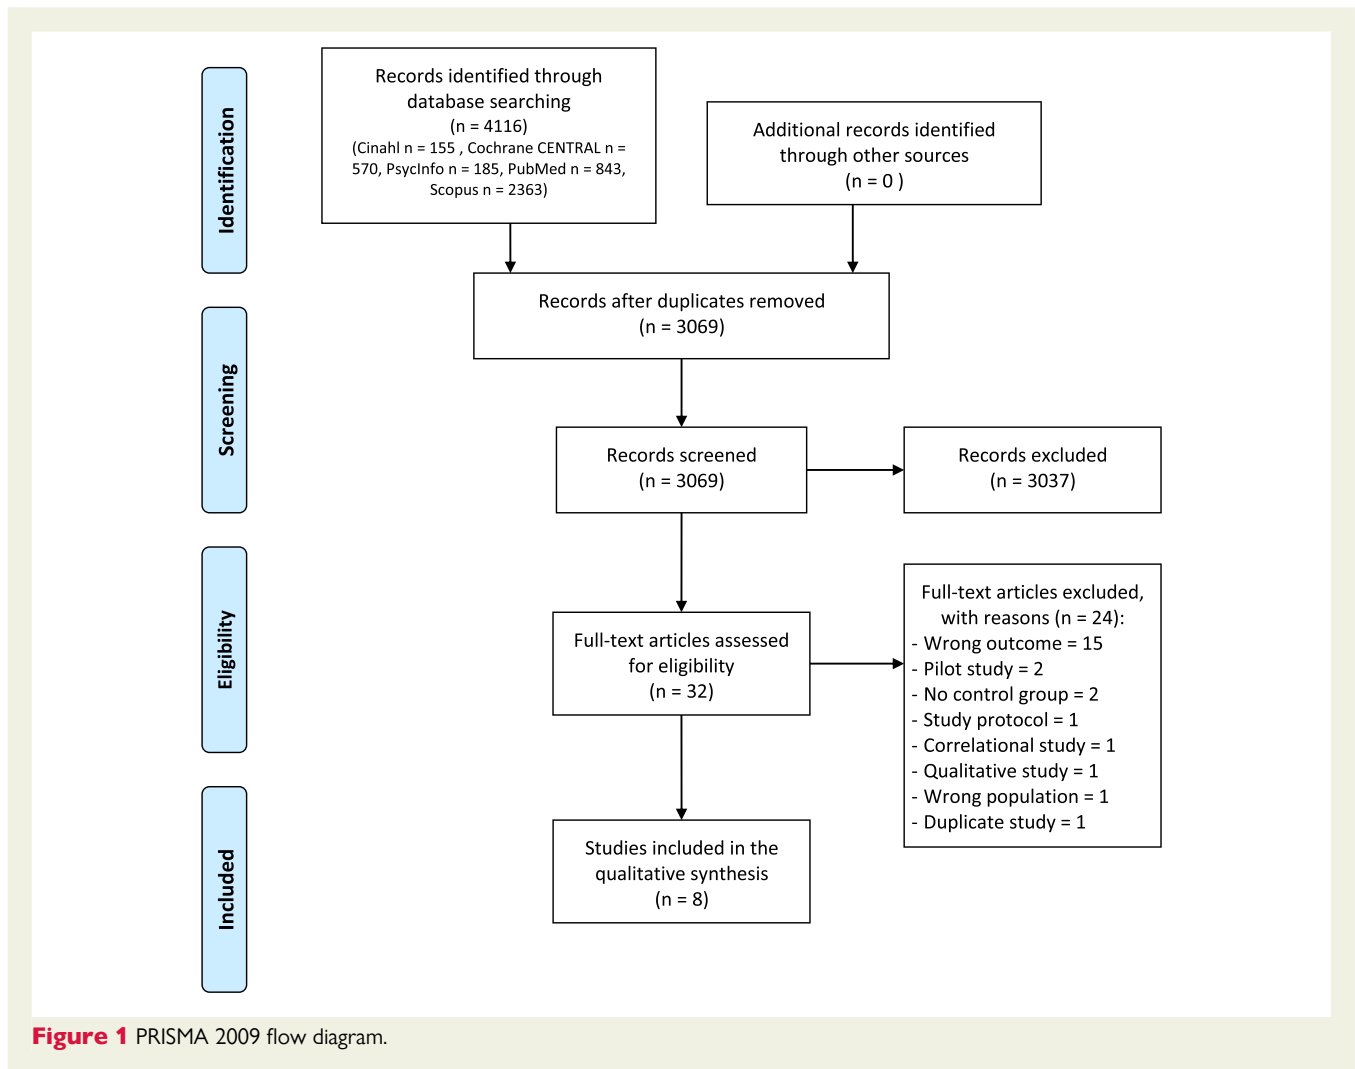 Identification
Records identified through
database searching
(n = 4116)
(Cinahl n = 155 , Cochrane CENTRAL n =
570, PsycInfo n = 185, PubMed n = 843,
Scopus n = 2363)
Additional records identified
through other sources
(n = 0 )
Records after duplicates removed
(n = 3069)
Screening
Records screened
(n = 3069)
Records excluded
(n = 3037)
Eligibility
Full-text articles assessed
for eligibility
(n = 32)
Full-text articles excluded,
with reasons (n = 24):
- Wrong outcome = 15
- Pilot study = 2
- No control group = 2
- Study protocol = 1
- Correlational study = 1
- Qualitative study = 1
- Wrong population = 1
- Duplicate study = 1
Included
Studies included in the
qualitative synthesis
(n = 8)
Figure 1 PRISMA 2009 flow diagram.